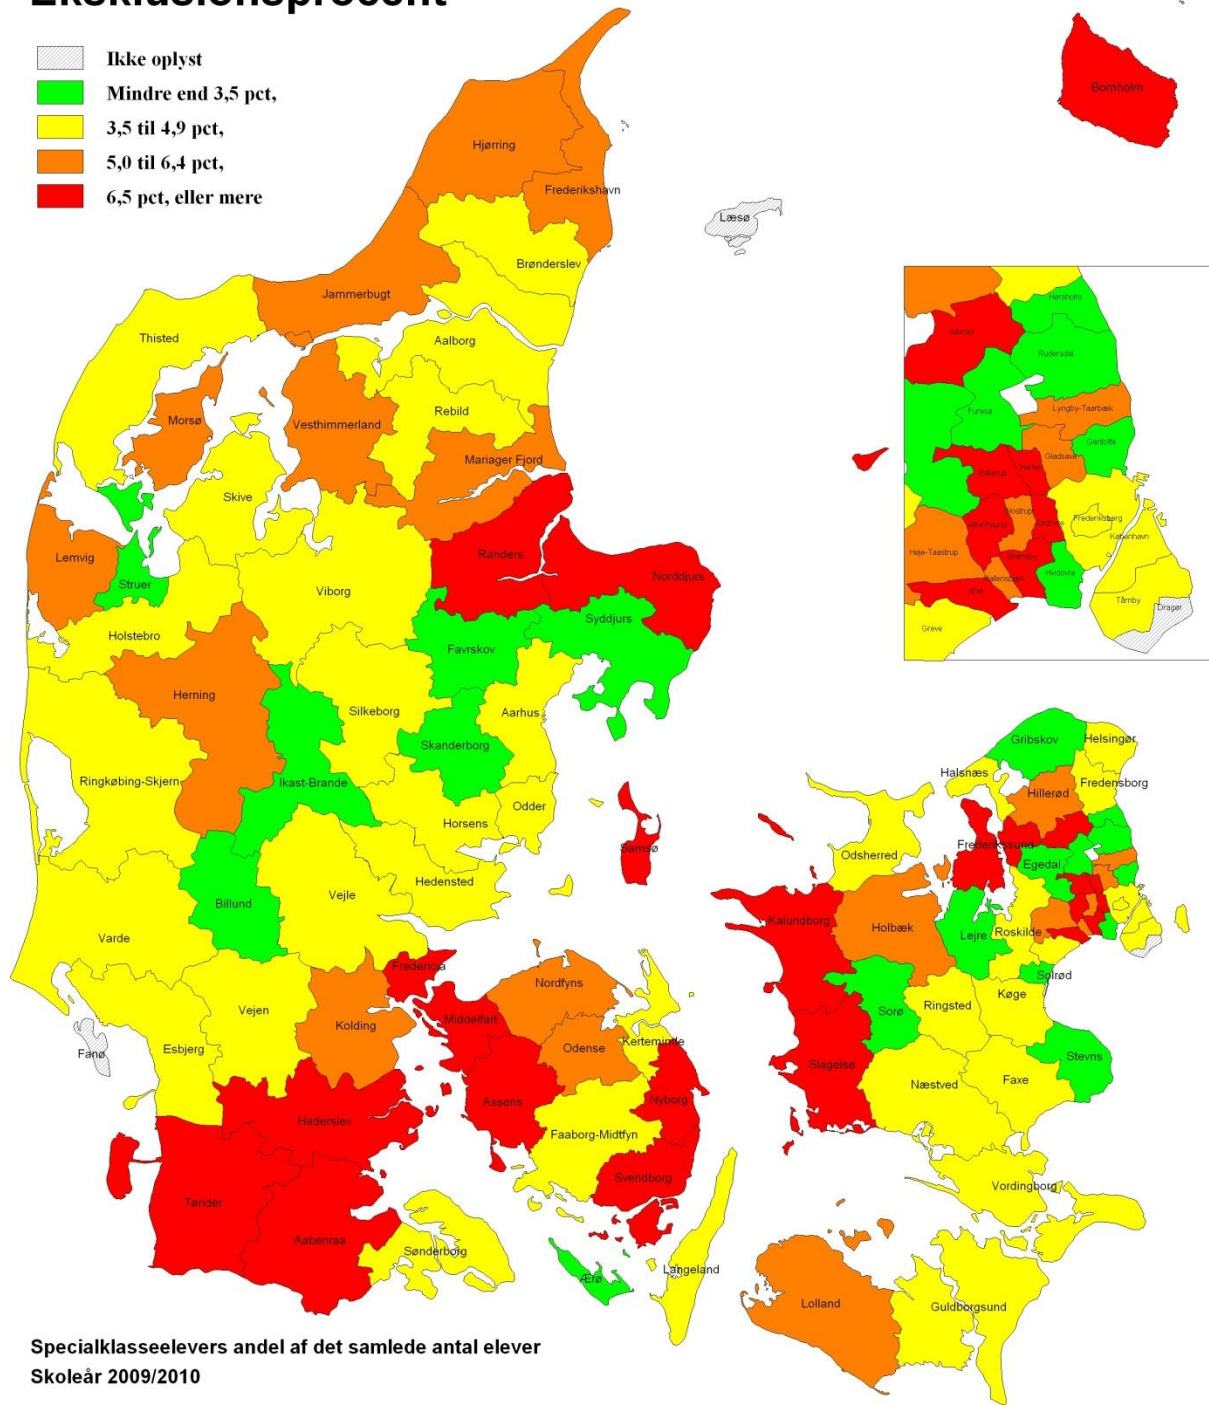 Eksklusionsprocent
Ikke oplyst
Mindre end 3,5 pct,
3,5 til 4,9 pct,
5,0 til 6,4 pct,
6,5 pct, eller mere
Bornholm
Hjørring
Frederikshavn
Læsø
Brønderslev
Jammerbugt
Thisted
Aalborg
Rebild
Morsø
Vesthimmerland
Mariager Fjord
Skive
Lemvig
Struer
Randers
Norddjurs
Viborg
Syddjurs
Holstebro
Favrskov
Herning
Silkeborg
Aarhus
Skanderborg
Ringkøbing-Skjern
Ikast-Brande
Odder
Horsens
Samsø
Hedensted
Billund
Vejle
Varde
Fredericia
Vejen
Kolding
Nordfyns
Middelfart
Esbjerg
Fanø
Odense
Kerteminde
Assens
Nyborg
Haderslev
Faaborg-Midtfyn
Svendborg
Tønder
Aabenraa
Sønderborg
Ærø
Langeland
Hørsholm
Allerød
Rudersdal
Furesø
Lyngby-Taarbæk
Gentofte
Gladsaxe
Ballerup
Herlev
Glostrup
Rødovre
Albertslund
Frederiksberg
København
Høje-Taastrup
Brøndby
Hvidovre
Vallensbæk
Ishøj
Tårnby
Dragør
Greve
Gribskov
Helsingør
Halsnæs
Fredensborg
Hillerød
Frederikssund
Odsherred
Egedal
Kalundborg
Holbæk
Lejre
Roskilde
Solrød
Køge
Ringsted
Sorø
Stevns
Slagelse
Næstved
Faxe
Vordingborg
Lolland
Guldborgsund
Specialklasseelevers andel af det samlede antal elever
Skoleår 2009/2010